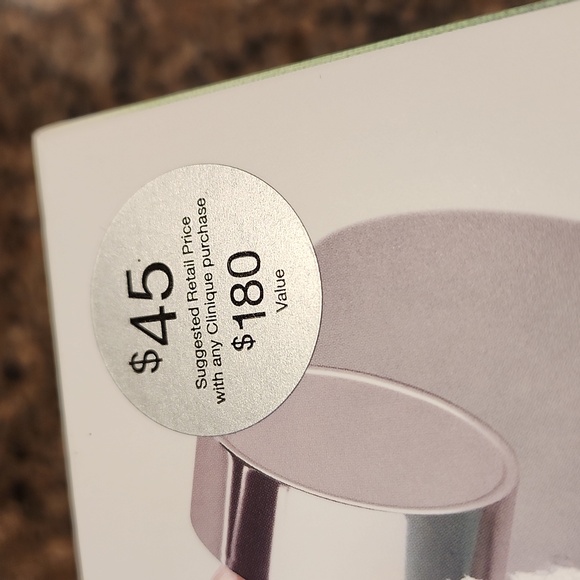 $45
Suggested Retail Price
with any Clinique purchase
$180
Value